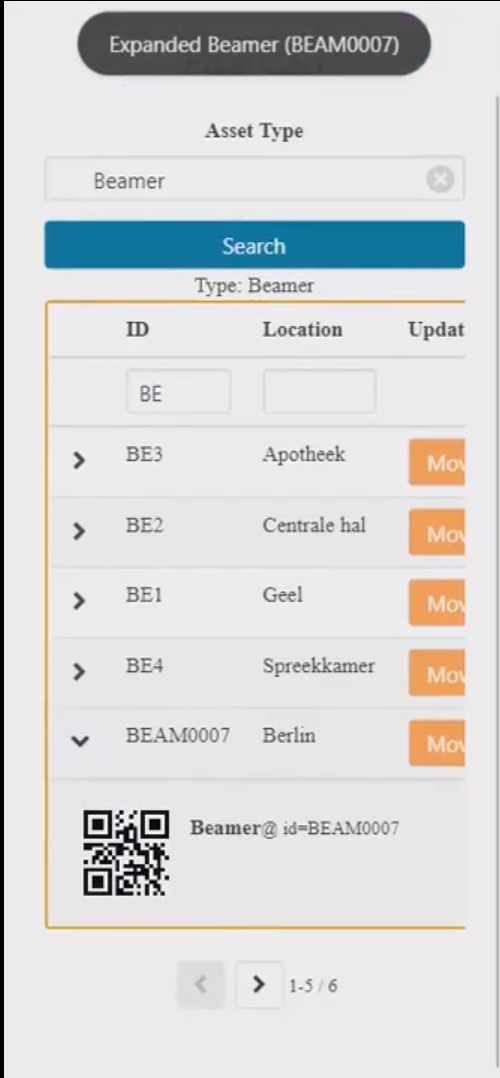 Expanded Beamer (BEAM0007)
Asset Type
Beamer
Search
Type: Beamer
ID Location Updat
BE
BE3 Apotheek Mov
BE2 Centrale hal Mov
BE1 Geel Mov
BE4 Spreekkamer Mov
BEAM0007 Berlin Mov
Beamer@ id=BEAM0007
1-5 / 6